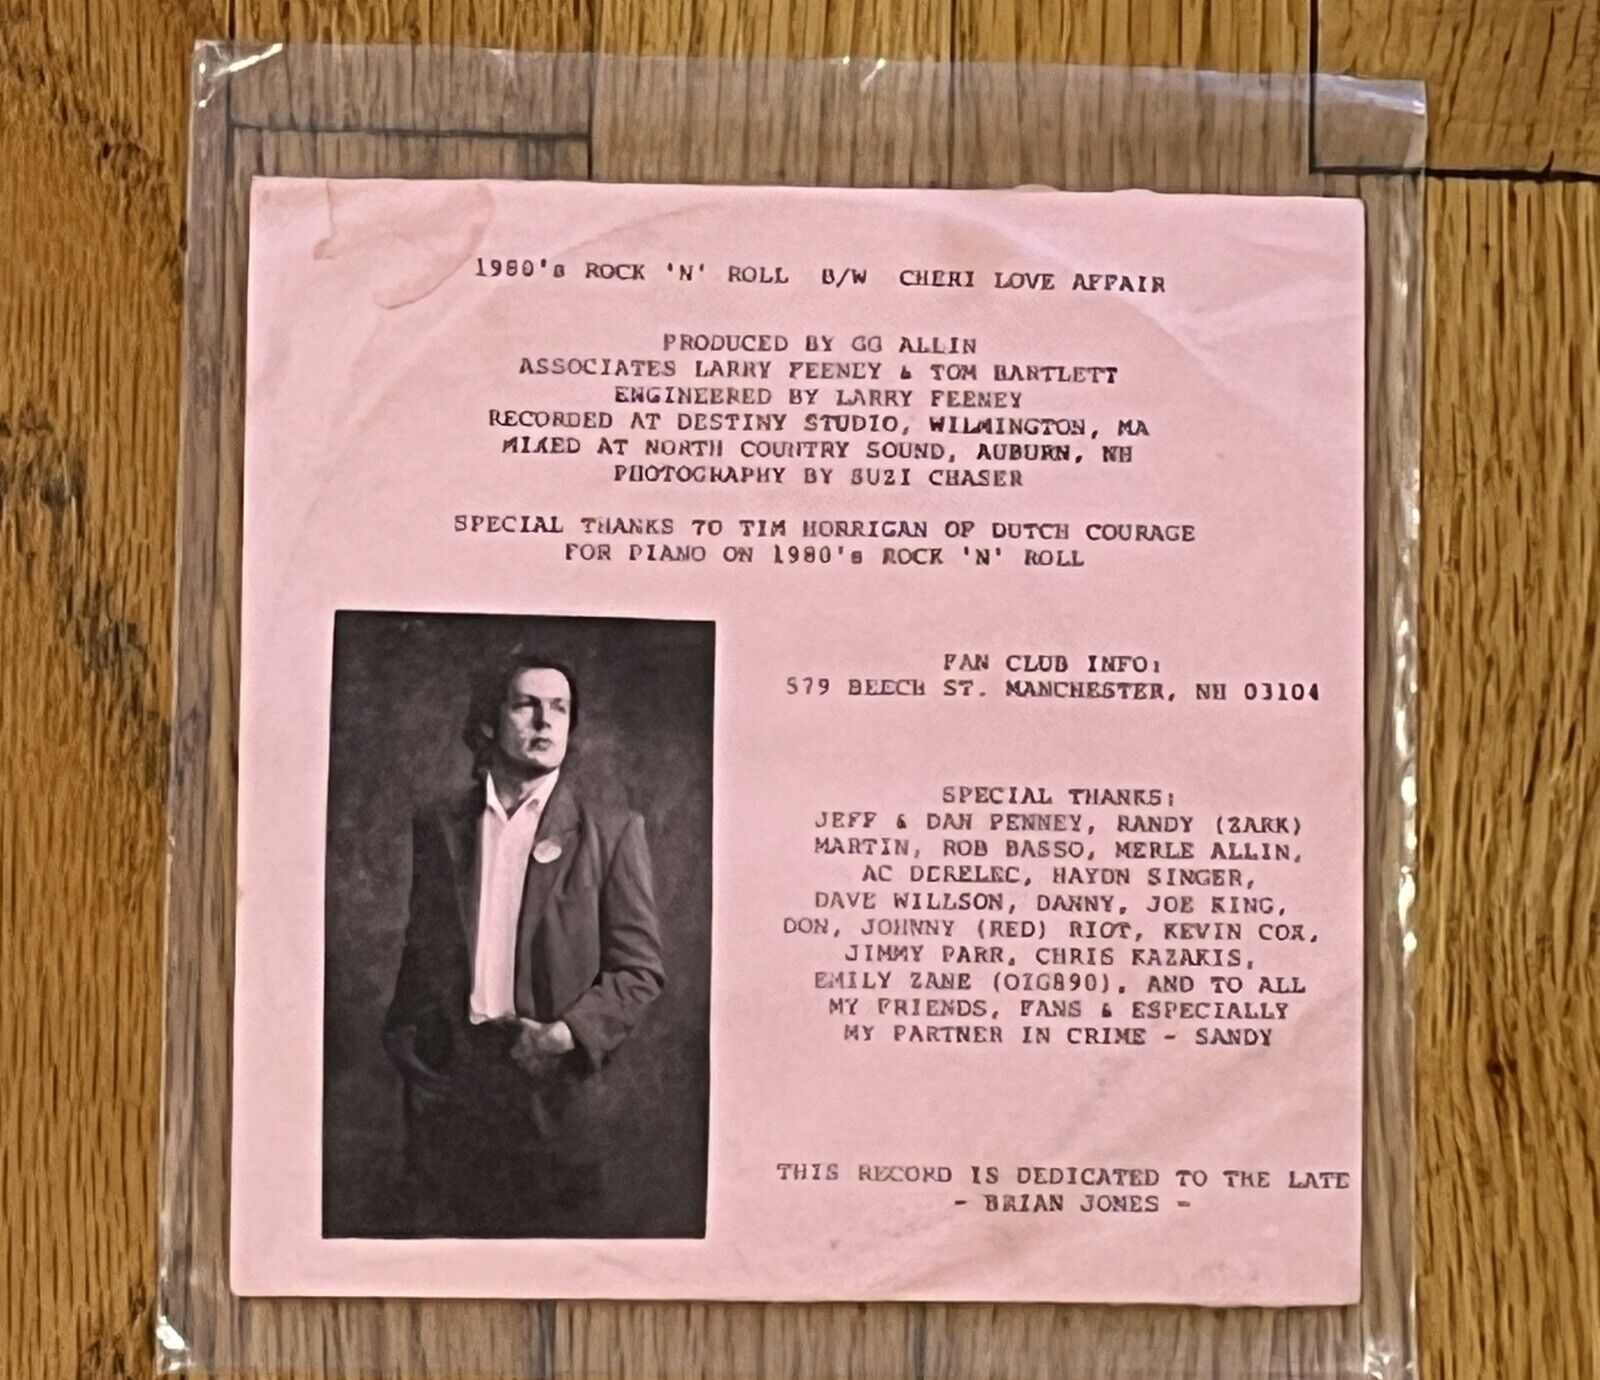 1980's ROCK 'N' ROLL B/W CHERI LOVE AFFAIR
PRODUCED BY GG ALLIN
ASSOCIATES LARRY FEENEY & TOM BARTLETT
ENGINEERED BY LARRY FEENEY
RECORDED AT DESTINY STUDIO, WILMINGTON, MA
MIXED AT NORTH COUNTRY SOUND, AUBURN, NH
PHOTOGRAPHY BY SUZI CHASER
SPECIAL THANKS TO TIM HORRIGAN OF DUTCH COURAGE
FOR PIANO ON 1980's ROCK 'N' ROLL
FAN CLUB INFO:
579 BEECH ST. MANCHESTER, NH 03104
SPECIAL THANKS:
JEFF & DAN PENNEY, RANDY (ZARK)
MARTIN, ROB BASSO, MERLE ALLIN,
AC DERELEC, HAYDN SINGER,
DAVE WILLSON, DANNY, JOE KING,
DON, JOHNNY (RED) RIOT, KEVIN COX,
JIMMY PARR, CHRIS KAZAKIS,
EMILY ZANE (OIG890), AND TO ALL
MY FRIENDS, FANS & ESPECIALLY
MY PARTNER IN CRIME - SANDY
THIS RECORD IS DEDICATED TO THE LATE
- BRIAN JONES -